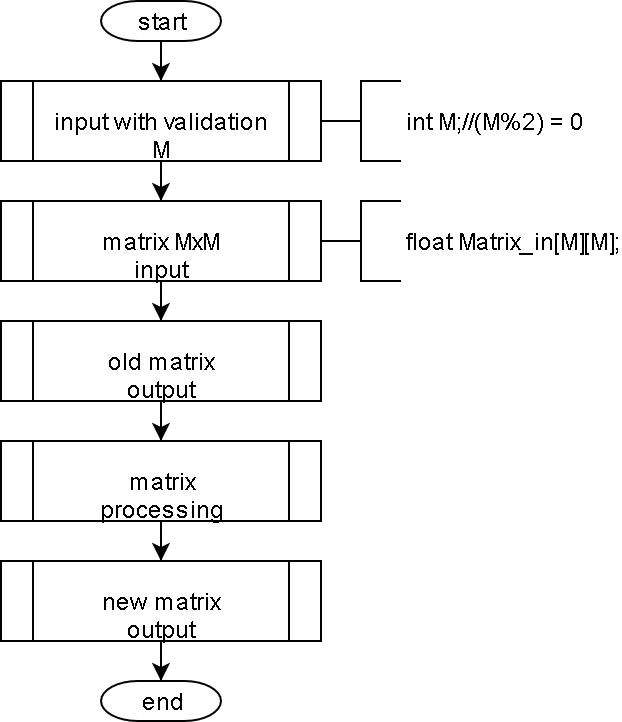 start
input with validation
M
int M;//(M%2) = 0
matrix MxM
input
float Matrix_in[M][M];
old matrix
output
matrix
processing
new matrix
output
end